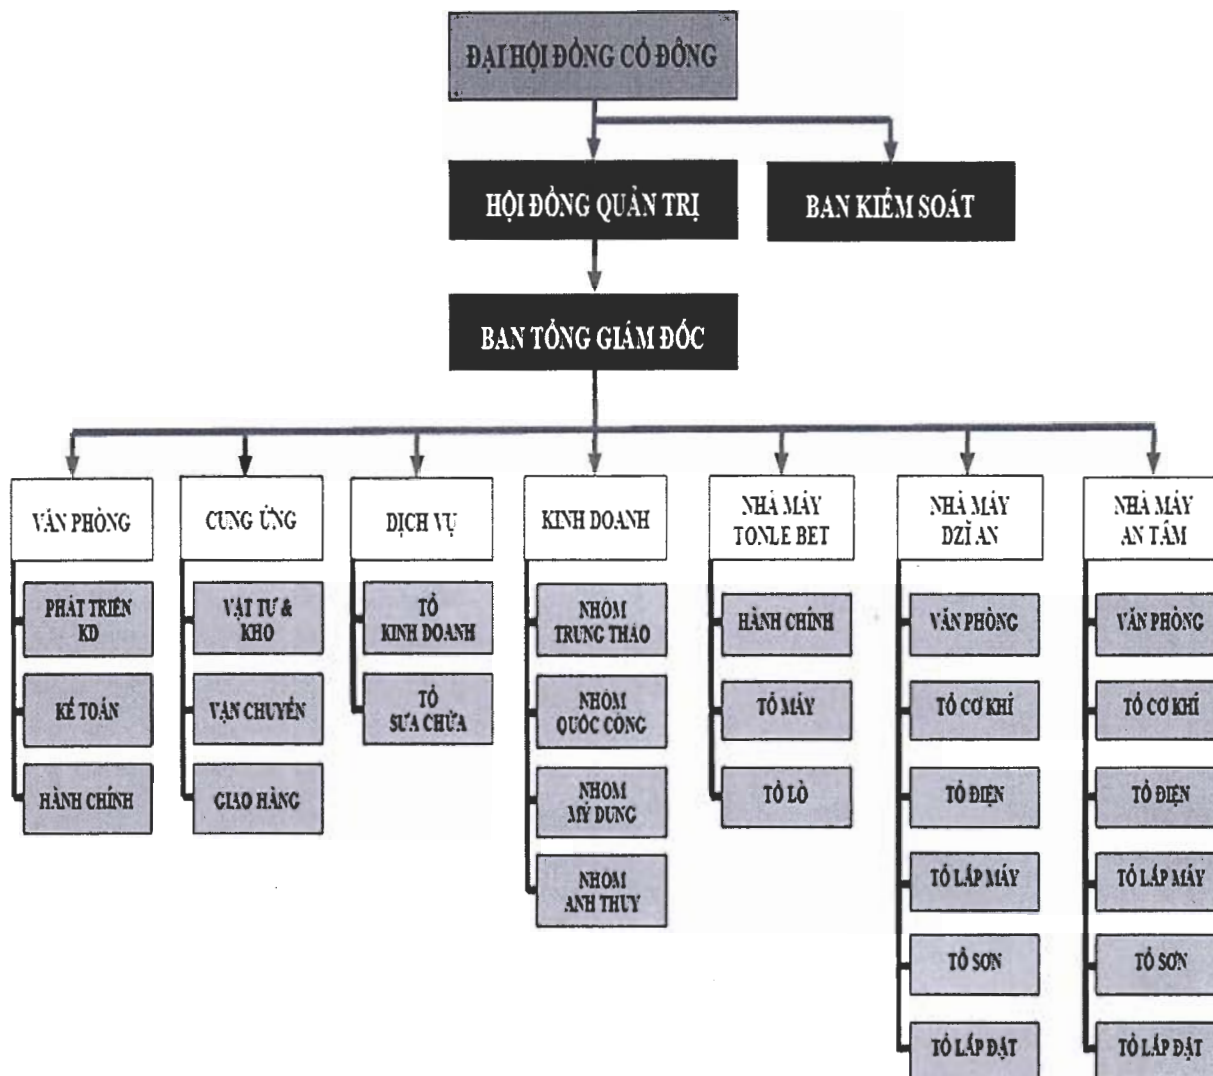 ĐẠI HỘI ĐỒNG CỔ ĐÔNG
HỘI ĐỒNG QUẢN TRỊ
BAN KIỂM SOÁT
BAN TỔNG GIÁM ĐỐC
VĂN PHÒNG
PHÁT TRIỂN
KD
KẾ TOÁN
HÀNH CHÍNH
CUNG ỨNG
VẬT TƯ &
KHO
VẬN CHUYỂN
GIAO HÀNG
DỊCH VỤ
TỔ
KINH DOANH
TỔ
SỬA CHỮA
KINH DOANH
NHÓM
TRUNG THẢO
NHÓM
QUỐC CÔNG
NHÓM
MỸ DUNG
NHÓM
ANH THUY
NHÀ MÁY
TONLE BET
HÀNH CHÍNH
TỔ MÁY
TỔ LÒ
NHÀ MÁY
DZĨ AN
VĂN PHÒNG
TỔ CƠ KHÍ
TỔ ĐIỆN
TỔ LẮP MÁY
TỔ SƠN
TỔ LẮP ĐẶT
NHÀ MÁY
AN TÂM
VĂN PHÒNG
TỔ CƠ KHÍ
TỔ ĐIỆN
TỔ LẮP MÁY
TỔ SƠN
TỔ LẮP ĐẶT